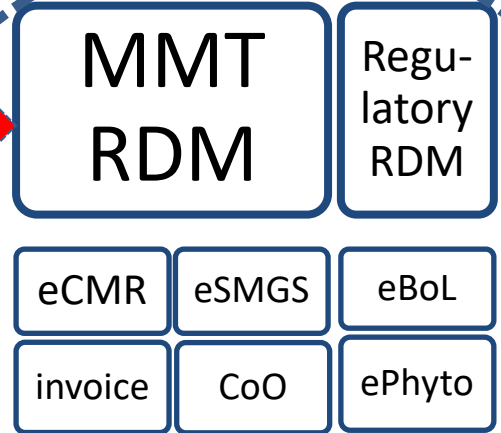 MMT
RDM
Regu-
latory
RDM
eCMR
eSMGS
eBoL
invoice
CoO
ePhyto